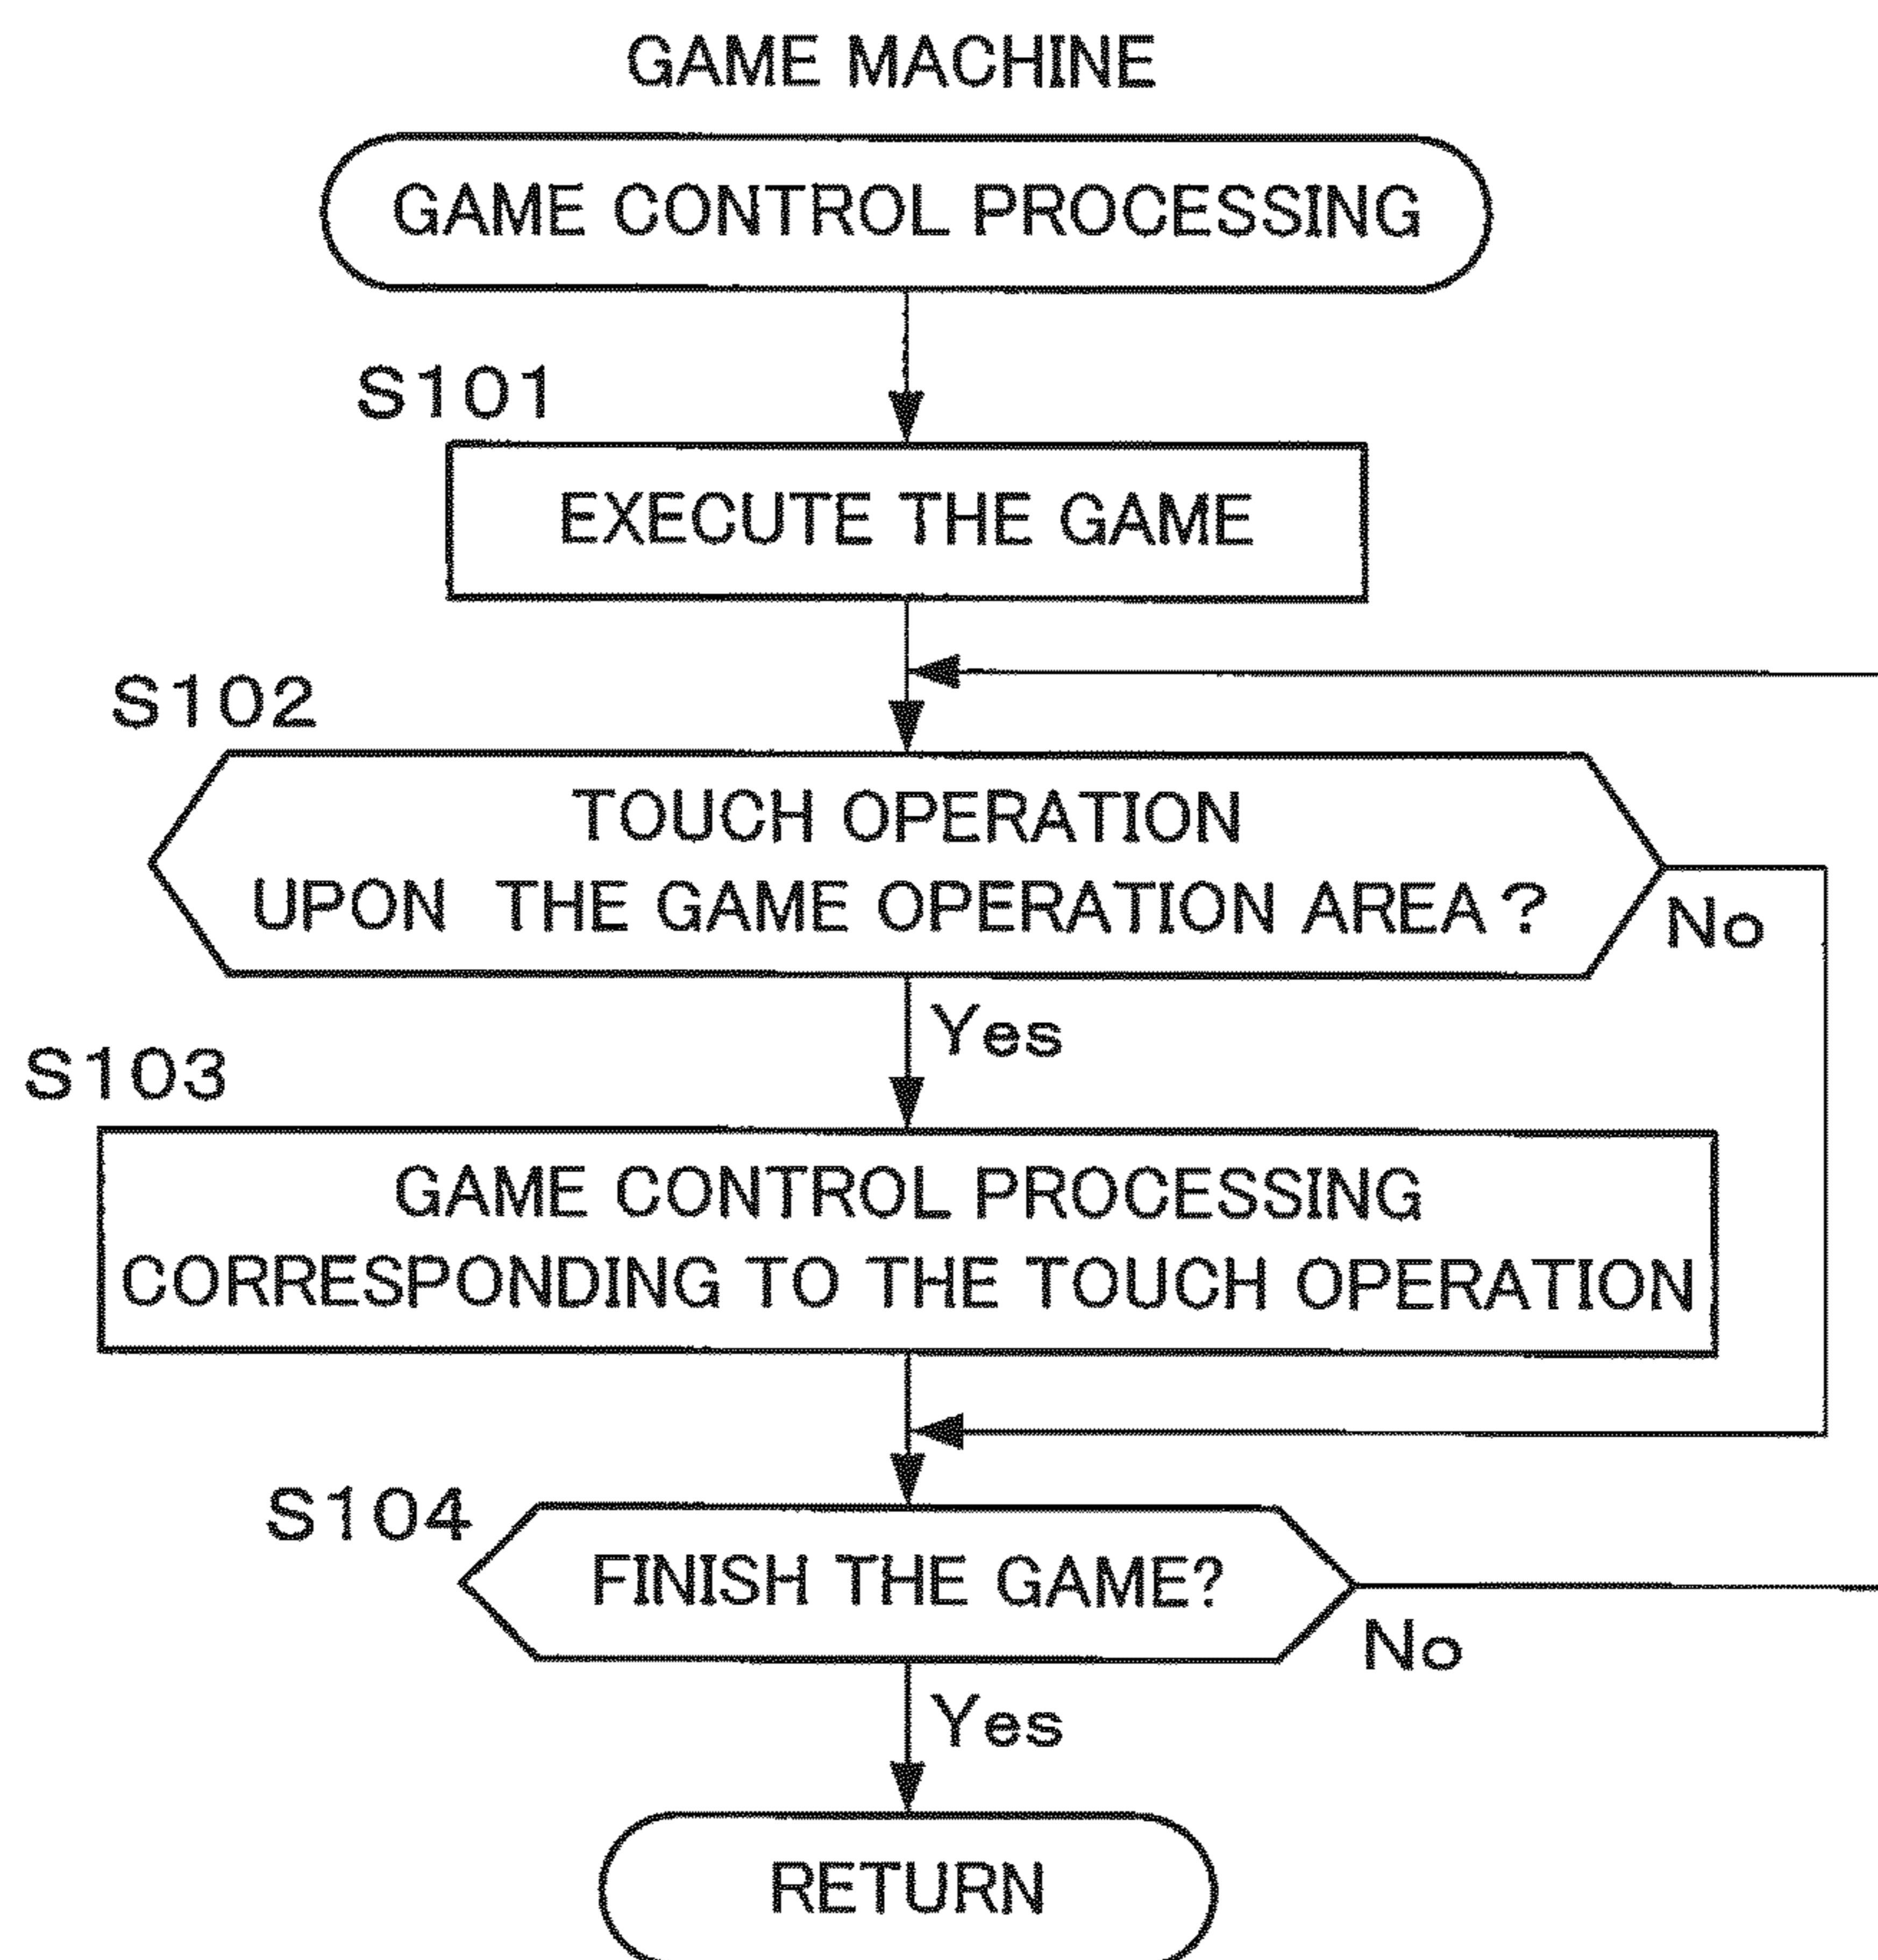 GAME MACHINE
GAME CONTROL PROCESSING
S101
EXECUTE THE GAME
S102
TOUCH OPERATION
UPON THE GAME OPERATION AREA?
No
Yes
S103
GAME CONTROL PROCESSING
CORRESPONDING TO THE TOUCH OPERATION
S104
FINISH THE GAME?
No
Yes
RETURN